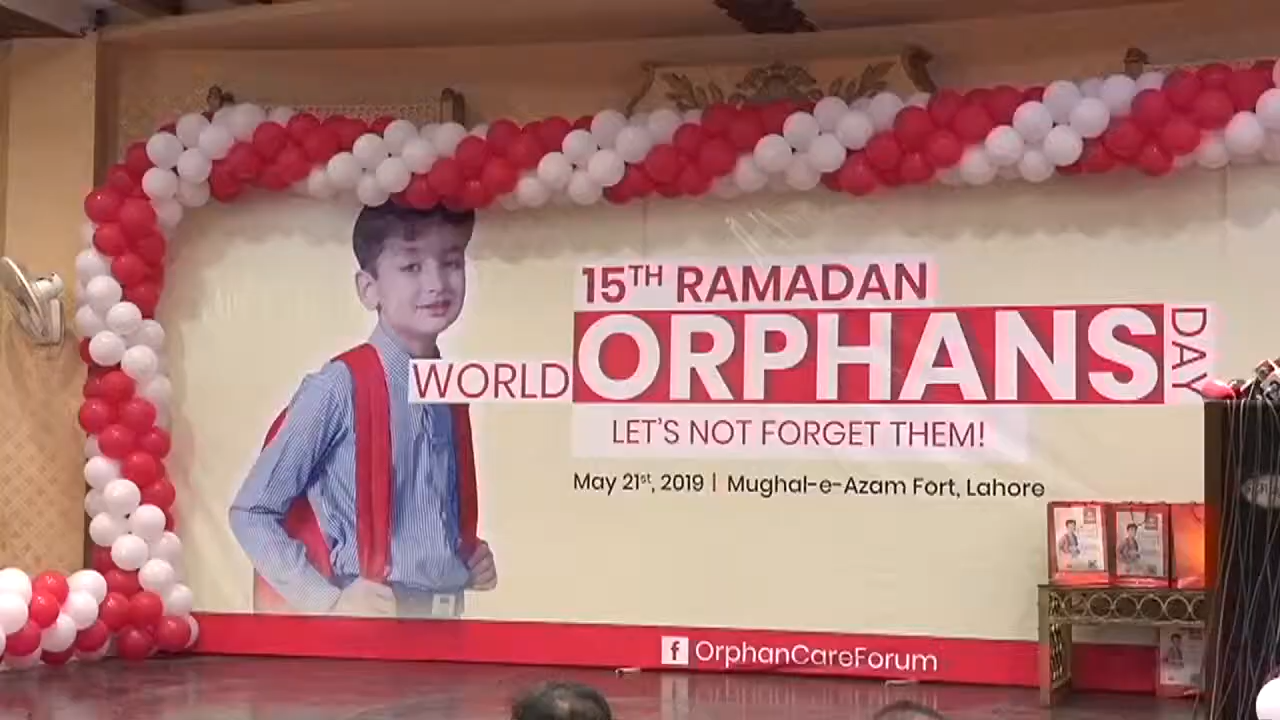 15TH RAMADAN
WORLD ORPHANS DAY
LET'S NOT FORGET THEM!
May 21st, 2019 | Mughal-e-Azam Fort, Lahore
f OrphanCareForum